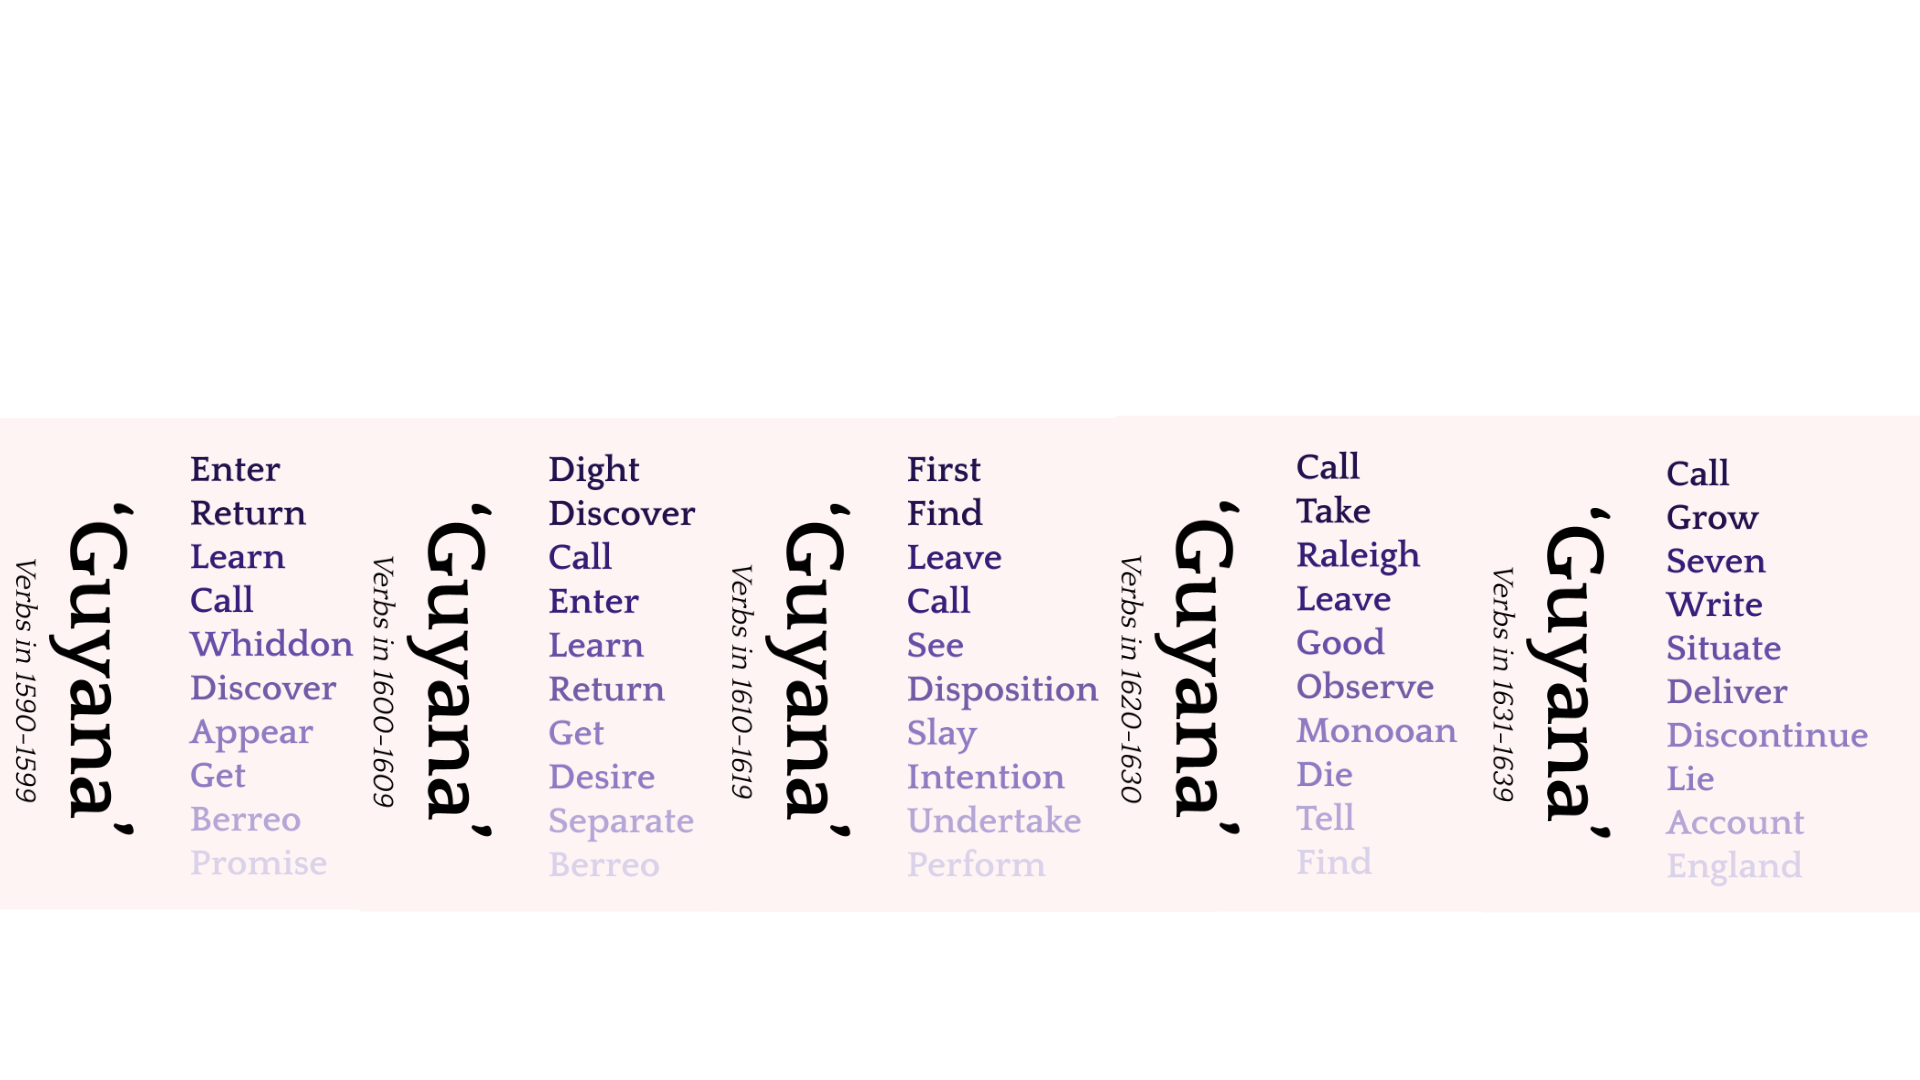 Verbs in 1590-1599
‘Guyana’
Enter
Return
Learn
Call
Whiddon
Discover
Appear
Get
Berreo
Promise
Verbs in 1600-1609
‘Guyana’
Dight
Discover
Call
Enter
Learn
Return
Get
Desire
Separate
Berreo
Verbs in 1610-1619
‘Guyana’
First
Find
Leave
Call
See
Disposition
Slay
Intention
Undertake
Perform
Verbs in 1620-1630
‘Guyana’
Call
Take
Raleigh
Leave
Good
Observe
Monooan
Die
Tell
Find
Verbs in 1631-1639
‘Guyana’
Call
Grow
Seven
Write
Situate
Deliver
Discontinue
Lie
Account
England